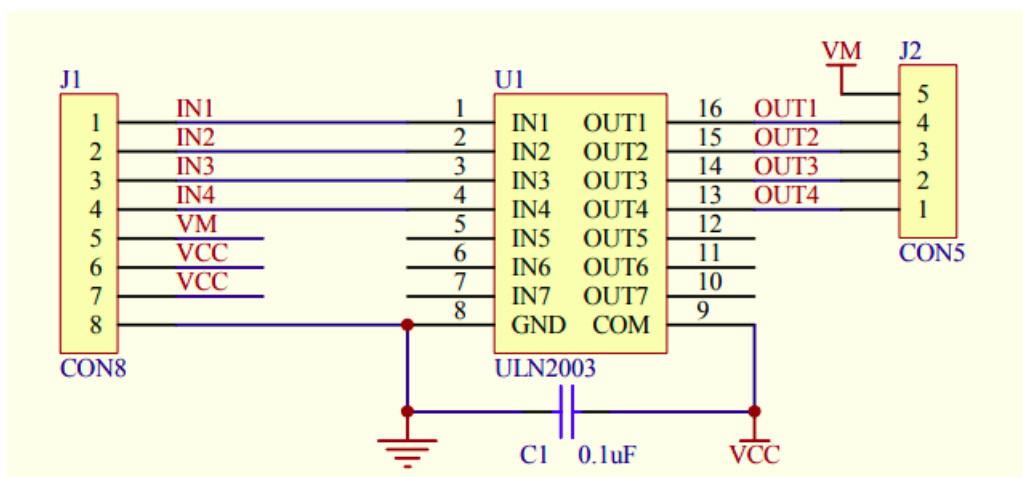 VM J2
J1 U1
5
IN1 1 16 OUT1
1 IN1 OUT1 4
IN2 2 15 OUT2
2 IN2 OUT2 3
IN3 3 14 OUT3
3 IN3 OUT3 2
IN4 4 13 OUT4
4 IN4 OUT4 1
VM 5 12
5 IN5 OUT5
VCC 6 11 CON5
6 IN6 OUT6
VCC 7 10
7 IN7 OUT7
8 9
8 GND COM
CON8 ULN2003
C1 0.1uF VCC